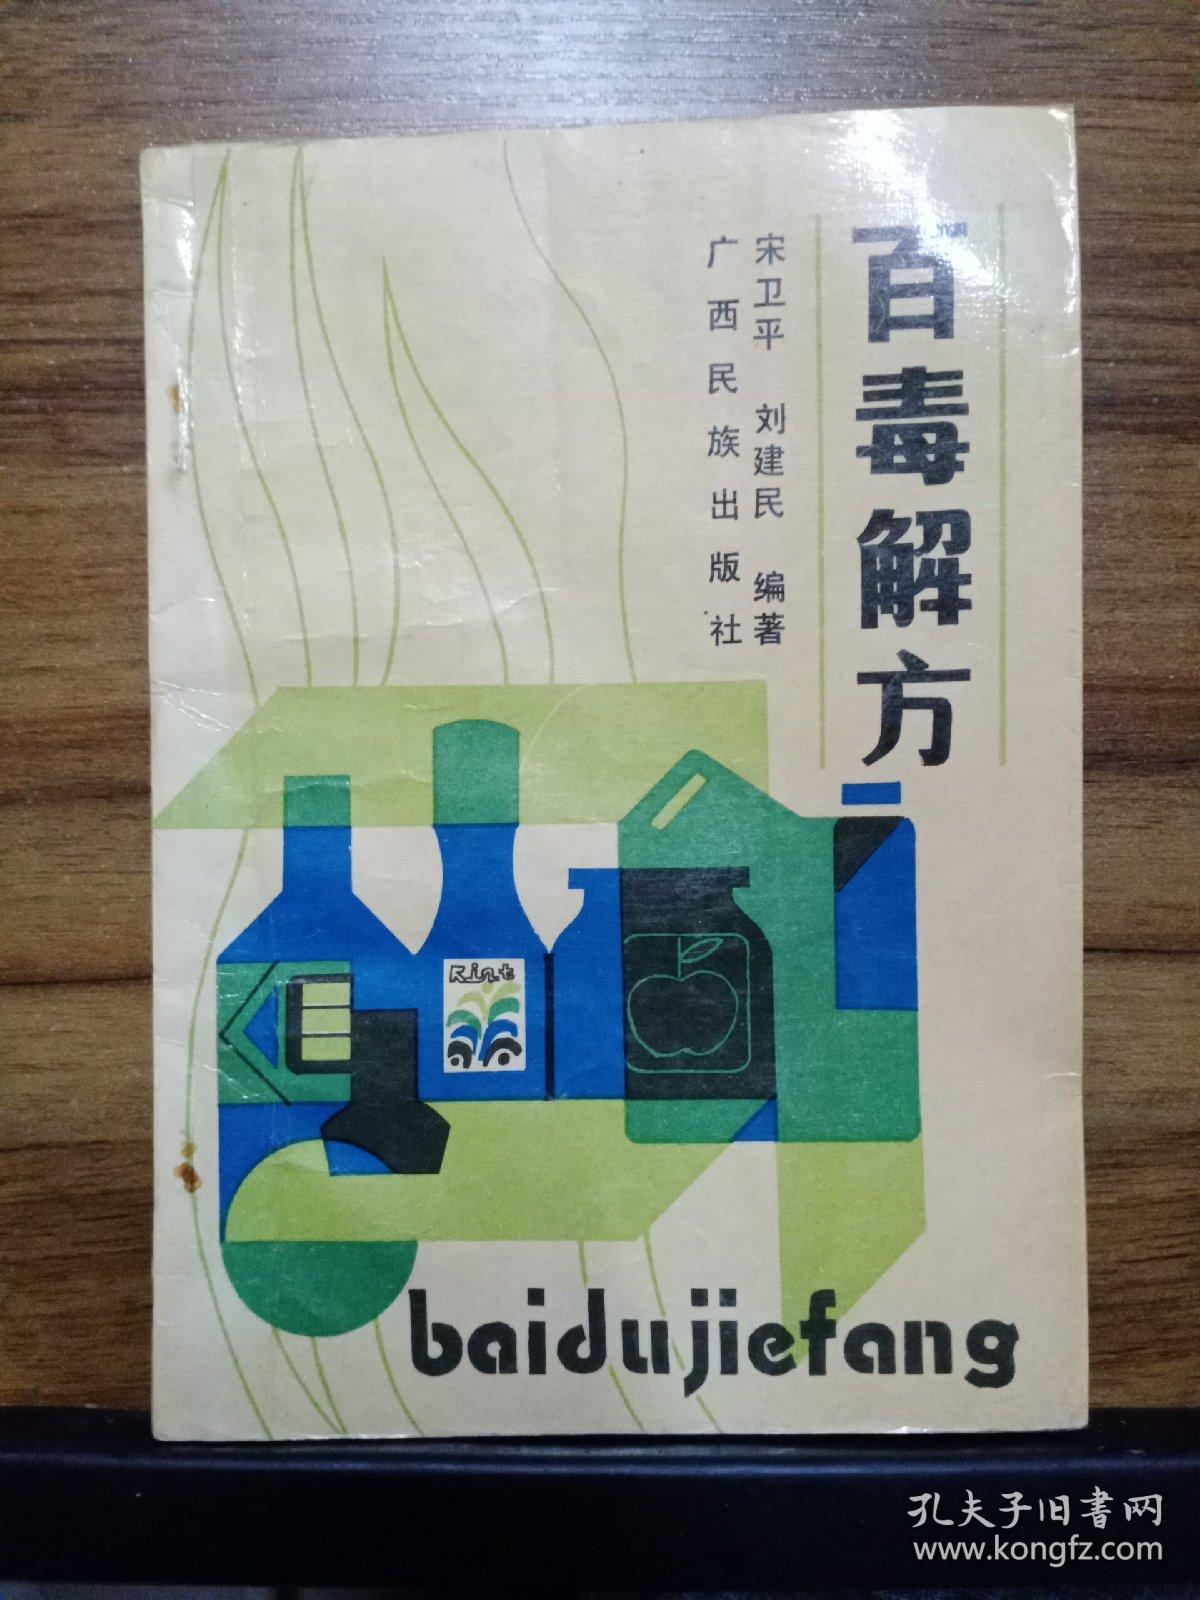 百毒解方
宋卫平 刘建民 编著
广西民族出版社
Rint
baidujiefang
孔夫子旧书网
www.kongfz.com